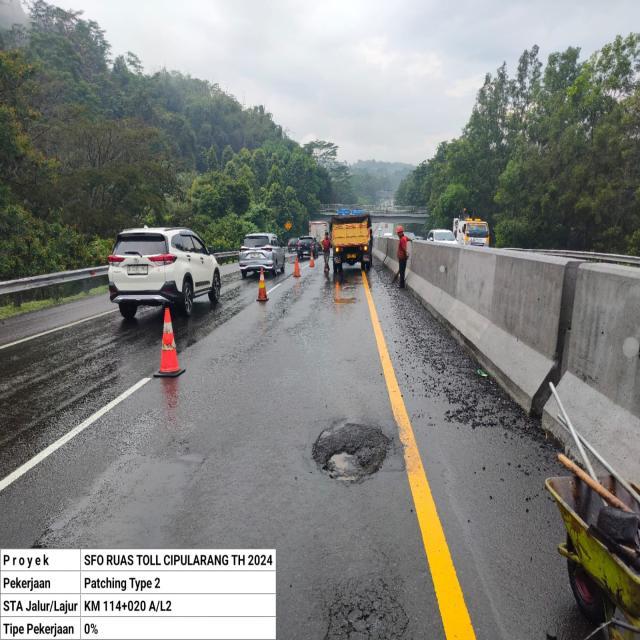 Proyek SFO RUAS TOLL CIPULARANG TH 2024
Pekerjaan Patching Type 2
STA Jalur/Lajur KM 114+020 A/L2
Tipe Pekerjaan 0%